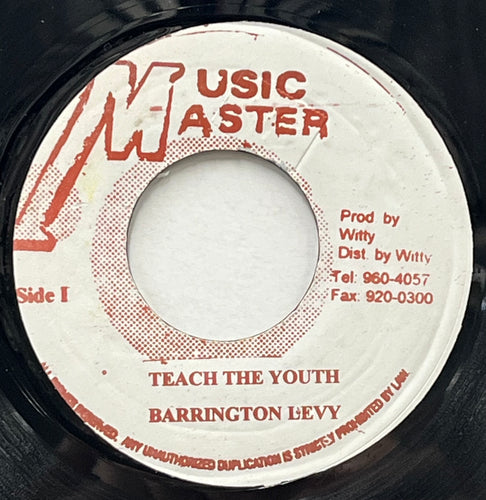 MUSIC
MASTER
Prod by
Witty
Dist. by Witty
Tel: 960-4057
Fax: 920-0300
Side I
TEACH THE YOUTH
BARRINGTON LEVY
ALL RIGHTS RESERVED. ANY UNAUTHORIZED DUPLICATION IS STRICTLY PROHIBITED BY LAW.